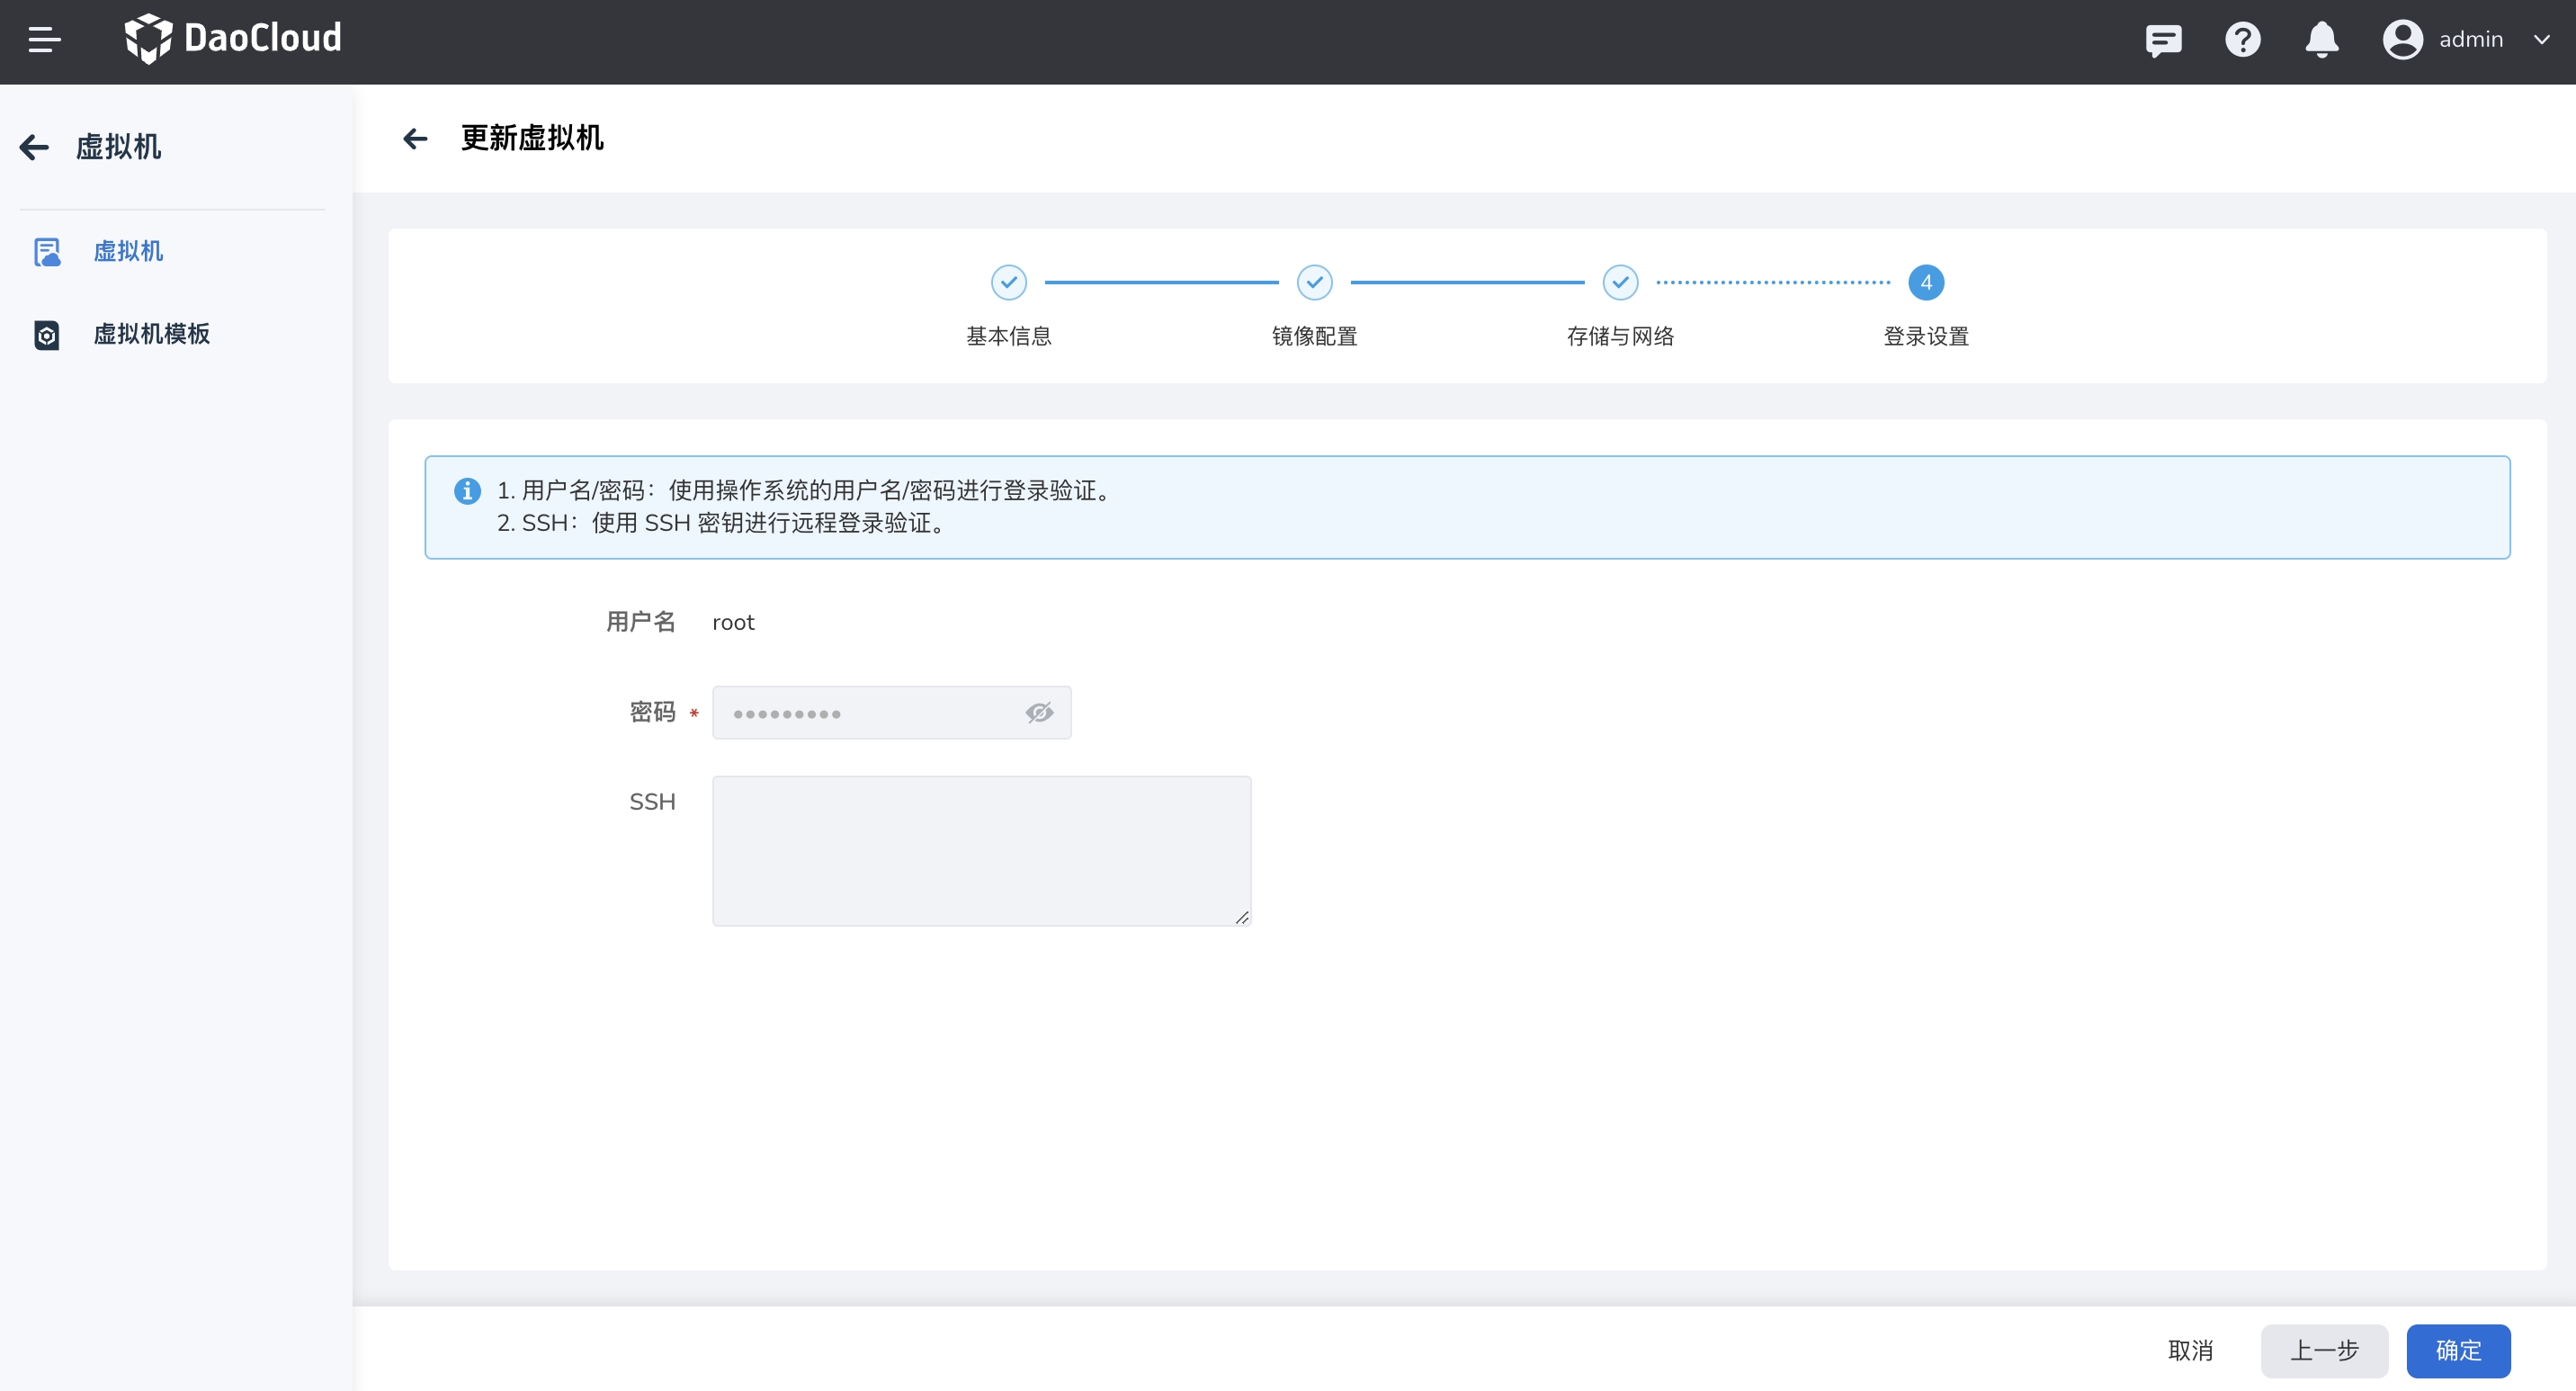 DaoCloud
admin
虚拟机
虚拟机
虚拟机模板
更新虚拟机
4
基本信息
镜像配置
存储与网络
登录设置
1. 用户名/密码：使用操作系统的用户名/密码进行登录验证。
2. SSH：使用 SSH 密钥进行远程登录验证。
用户名 root
密码 *
SSH
取消
上一步
确定